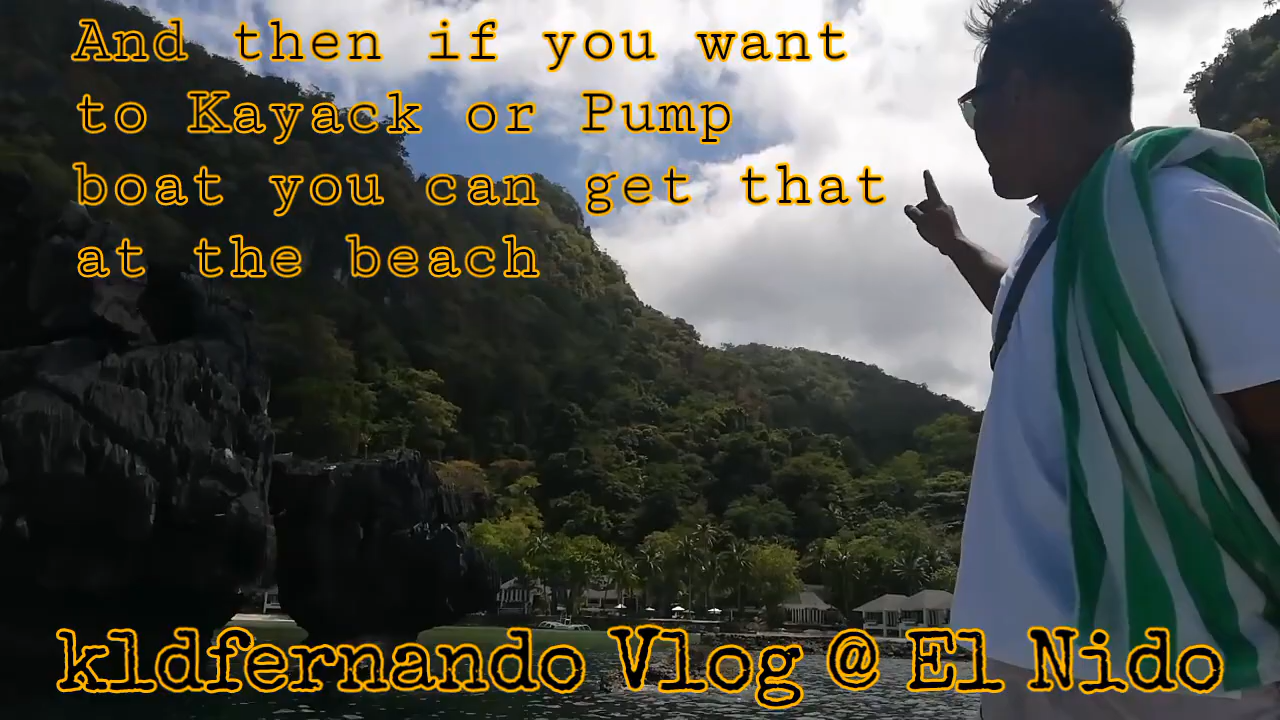 And then if you want
to Kayack or Pump
boat you can get that
at the beach
kldfernando Vlog @ El Nido